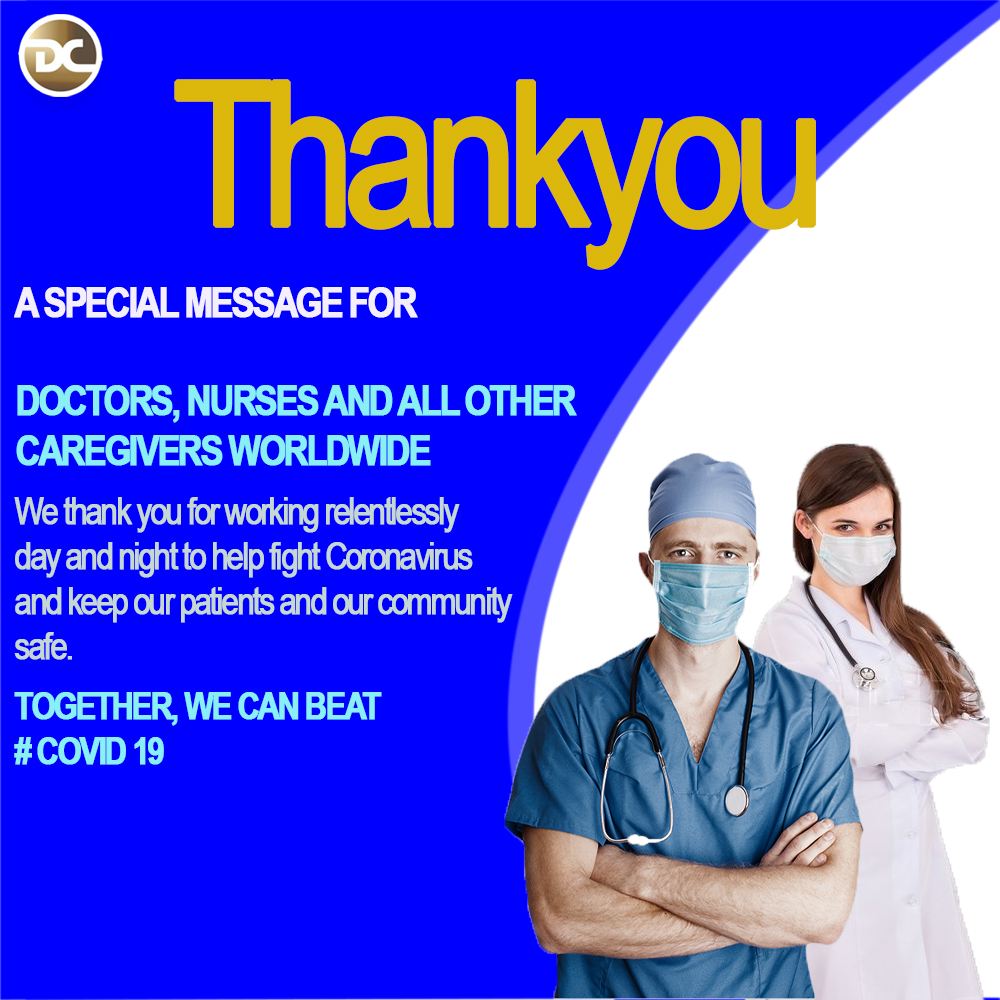 DC
Thankyou
A SPECIAL MESSAGE FOR
DOCTORS, NURSES AND ALL OTHER
CAREGIVERS WORLDWIDE
We thank you for working relentlessly
day and night to help fight Coronavirus
and keep our patients and our community
safe.
TOGETHER, WE CAN BEAT
# COVID 19